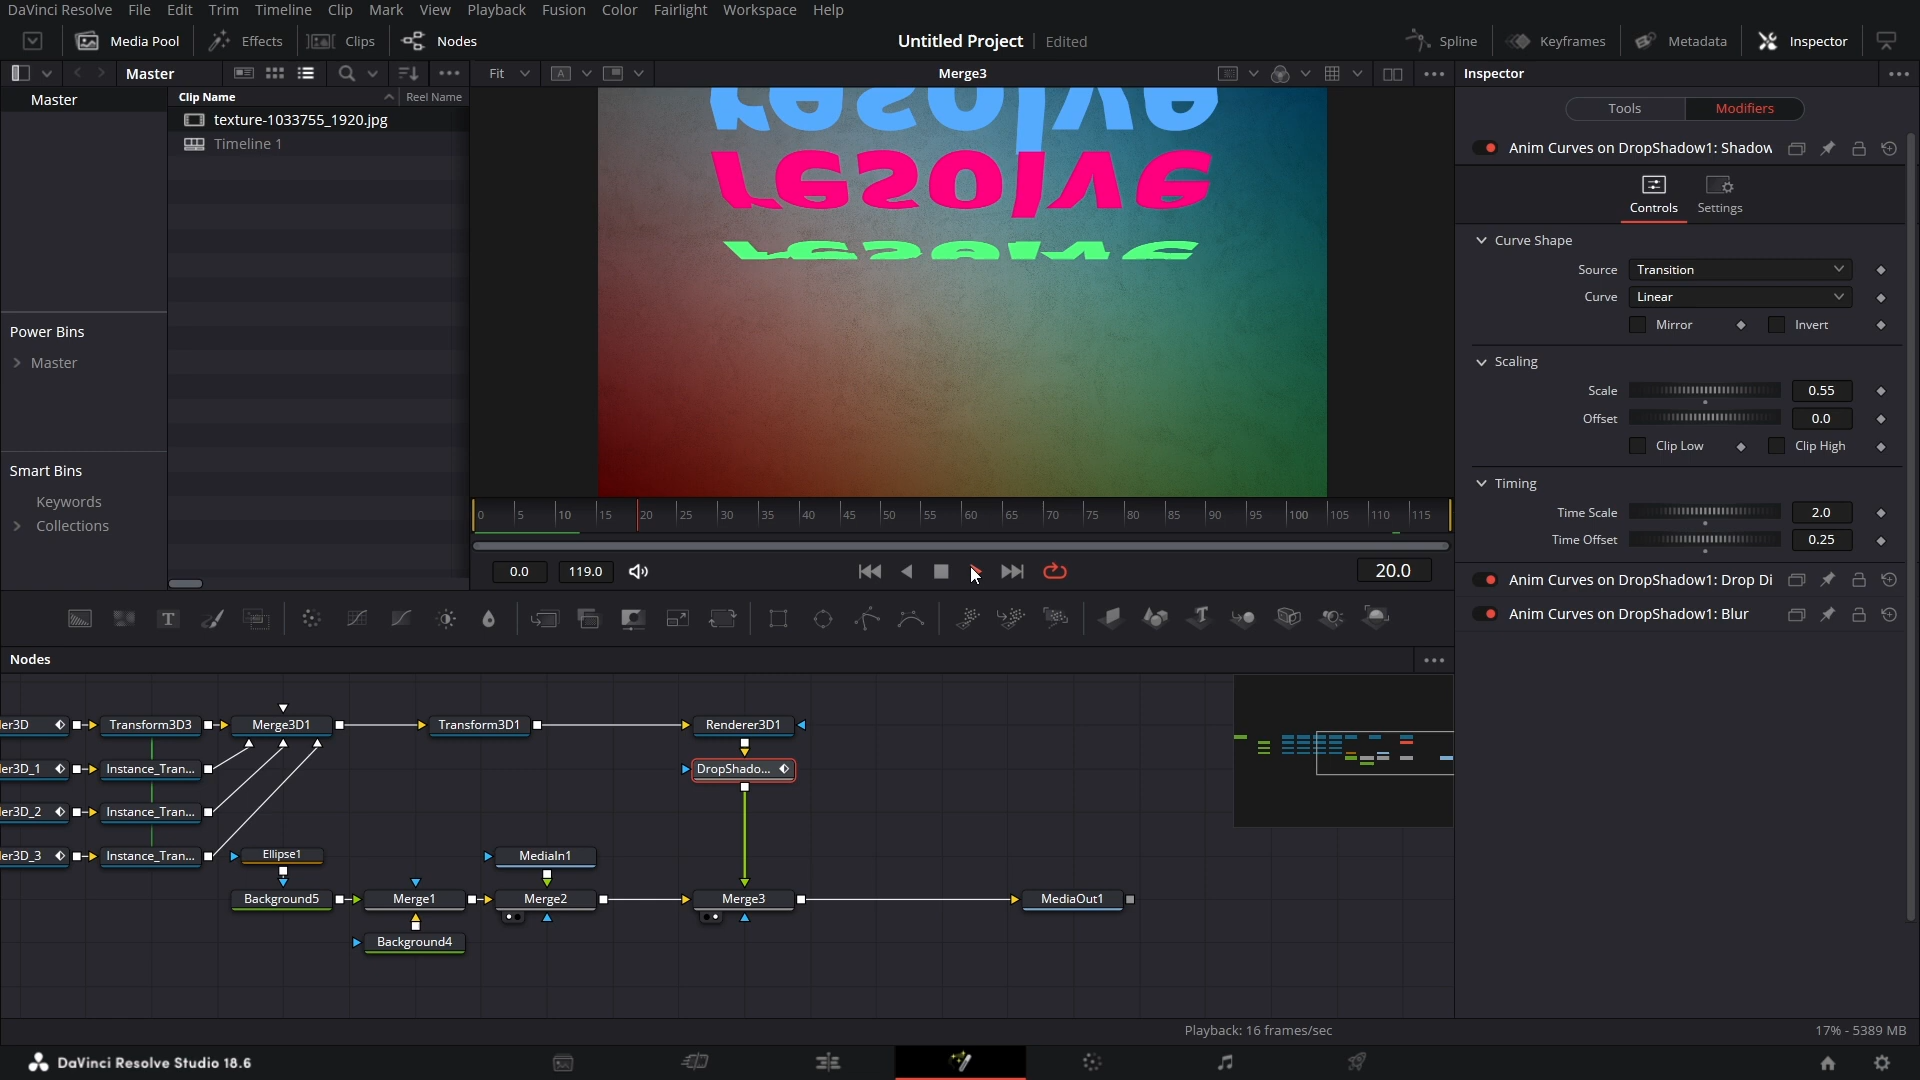 DaVinci Resolve File Edit Trim Timeline Clip Mark View Playback Fusion Color Fairlight Workspace Help
Media Pool Effects Clips Nodes Untitled Project Edited Spline Keyframes Metadata Inspector
Master Fit A Merge3 Inspector
Master
Clip Name Reel Name
texture-1033755_1920.jpg
Timeline 1
Power Bins
Master
Smart Bins
Keywords
Collections
resolve
resolve
resolve
0 5 10 15 20 25 30 35 40 45 50 55 60 65 70 75 80 85 90 95 100 105 110 115
0.0 119.0 20.0
Tools Modifiers
Anim Curves on DropShadow1: Shadow
Controls Settings
Curve Shape
Source Transition
Curve Linear
Mirror Invert
Scaling
Scale 0.55
Offset 0.0
Clip Low Clip High
Timing
Time Scale 2.0
Time Offset 0.25
Anim Curves on DropShadow1: Drop Di
Anim Curves on DropShadow1: Blur
T T
Nodes
er3D Transform3D3 Merge3D1 Transform3D1 Renderer3D1
er3D_1 Instance_Tran... DropShado...
er3D_2 Instance_Tran...
er3D_3 Instance_Tran... Ellipse1 MediaIn1
Background5 Merge1 Merge2 Merge3 MediaOut1
Background4
Playback: 16 frames/sec 17% - 5389 MB
DaVinci Resolve Studio 18.6